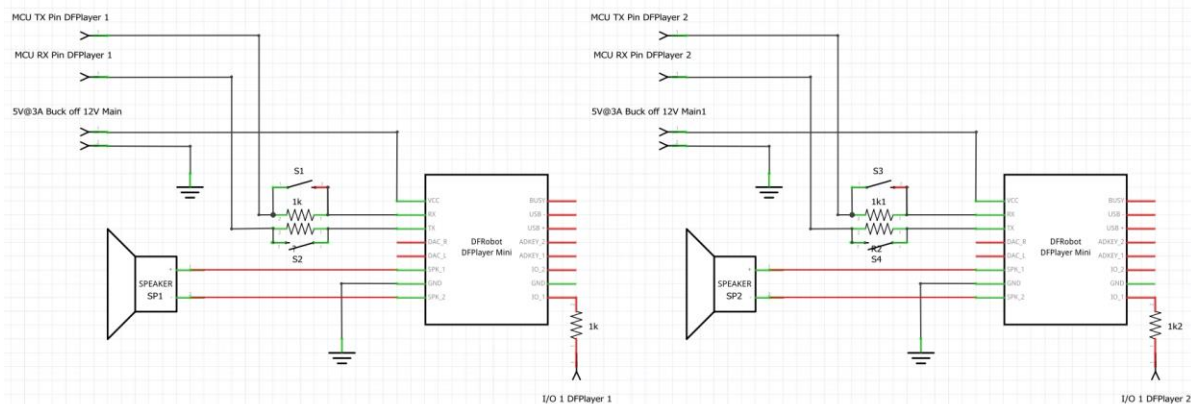 MCU TX Pin DFPlayer 1
MCU RX Pin DFPlayer 1
5V@3A Buck off 12V Main
S1
1k
S2
SPEAKER
SP1
VCC
RX
TX
DAC_R
DAC_L
SPK_1
GND
SPK_2
DFRobot
DFPlayer Mini
BUSY
USB -
USB +
ADKEY_2
ADKEY_1
IO_2
GND
IO_1
1k
I/O 1 DFPlayer 1
MCU TX Pin DFPlayer 2
MCU RX Pin DFPlayer 2
5V@3A Buck off 12V Main1
S3
1k1
R2
S4
SPEAKER
SP2
VCC
RX
TX
DAC_R
DAC_L
SPK_1
GND
SPK_2
DFRobot
DFPlayer Mini
BUSY
USB -
USB +
ADKEY_2
ADKEY_1
IO_2
GND
IO_1
1k2
I/O 1 DFPlayer 2